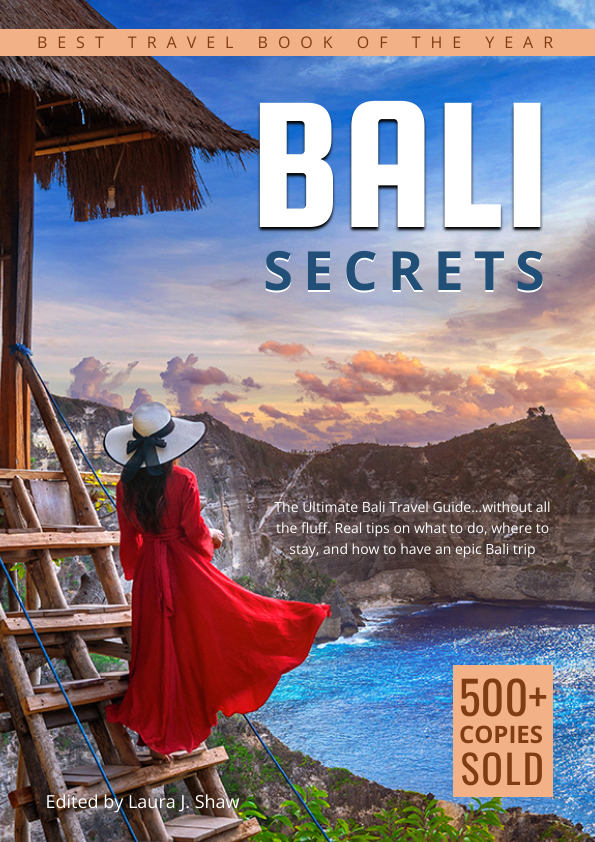 BEST TRAVEL BOOK OF THE YEAR
BALI
SECRETS
The Ultimate Bali Travel Guide...without all
the fluff. Real tips on what to do, where to
stay, and how to have an epic Bali trip
500+
COPIES
SOLD
Edited by Laura J. Shaw